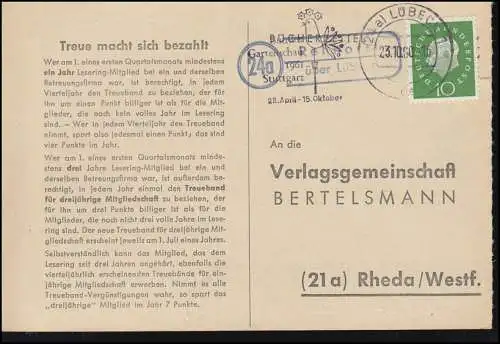 Treue macht sich bezahlt
Wer am 1. eines ersten Quartalsmonats mindestens
ein Jahr Lesering-Mitglied bei ein und derselben
Betreuungsfirma war, ist berechtigt, in jedem
Vierteljahr den Treueband zu beziehen, der für
ihn um einen Punkt billiger ist als für die Mit-
glieder, die noch kein volles Jahr im Lesering
sind. — Wer in jedem Vierteljahr den Treueband
nimmt, spart also jedesmal einen Punkt; das sind
vier Punkte im Jahr.
Wer am 1. eines ersten Quartalsmonats minde-
stens drei Jahre Lesering-Mitglied bei ein und
derselben Betreuungsfirma war, ist außerdem be-
rechtigt, in jedem Jahr einmal den Treueband
für dreijährige Mitgliedschaft zu beziehen, der
für ihn um drei Punkte billiger ist als für die
Mitglieder, die noch nicht drei volle Jahre im Lese-
ring sind. Der neue Treueband für dreijährige Mit-
gliedschaft erscheint jeweils am 1. Juli eines Jahres.
Selbstverständlich kann das Mitglied, das dem
Lesering seit drei Jahren angehört, ebenfalls die
vierteljährlich erscheinenden Treuebände für ein-
jährige Mitgliedschaft erwerben. Nimmt es alle
Treueband-Vergünstigungen wahr, so spart das
„dreijährige" Mitglied im Jahr 7 Punkte.
BÜCHERZETTEL
Gartenschau
1961
Stuttgart
28.April-15.Oktober
24a
über Lüb
LÜBECK
23.10.60
DEUTSCHE BUNDESPOST
10
An die
Verlagsgemeinschaft
BERTELSMANN
(21 a) Rheda/Westf.